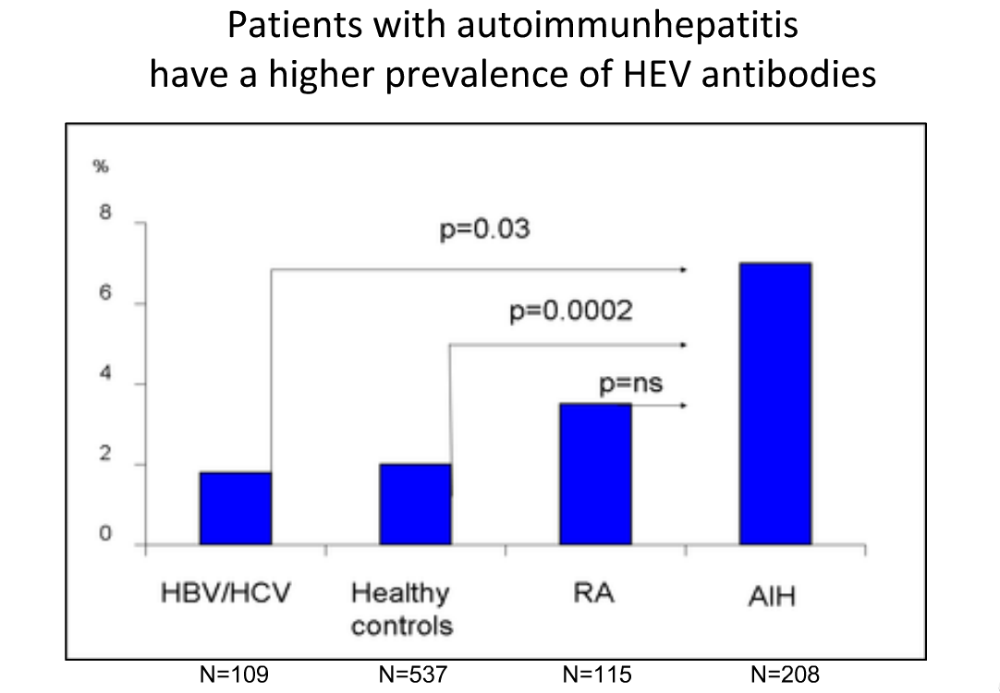 Patients with autoimmunhepatitis
have a higher prevalence of HEV antibodies
%
8
p=0.03
6
p=0.0002
4
p=ns
2
0
HBV/HCV
Healthy
controls
RA
AIH
N=109
N=537
N=115
N=208